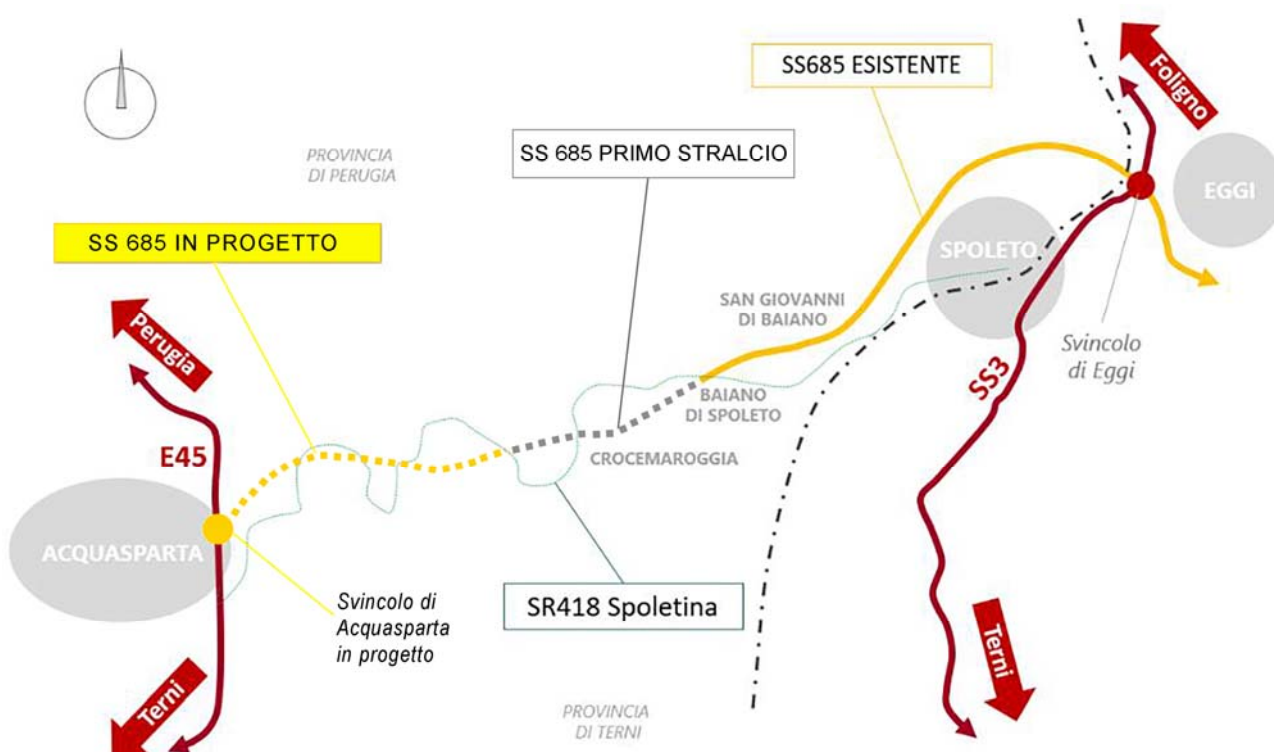 Foligno
SS685 ESISTENTE
PROVINCIA
DI PERUGIA
SS 685 PRIMO STRALCIO
EGGI
SS 685 IN PROGETTO
SPOLETO
SAN GIOVANNI
DI BAIANO
Perugia
Svincolo
di Eggi
SS3
BAIANO
DI SPOLETO
E45
CROCEMAROGGIA
ACQUASPARTA
Svincolo di
Acquasparta
in progetto
SR418 Spoletina
Terni
Terni
PROVINCIA
DI TERNI